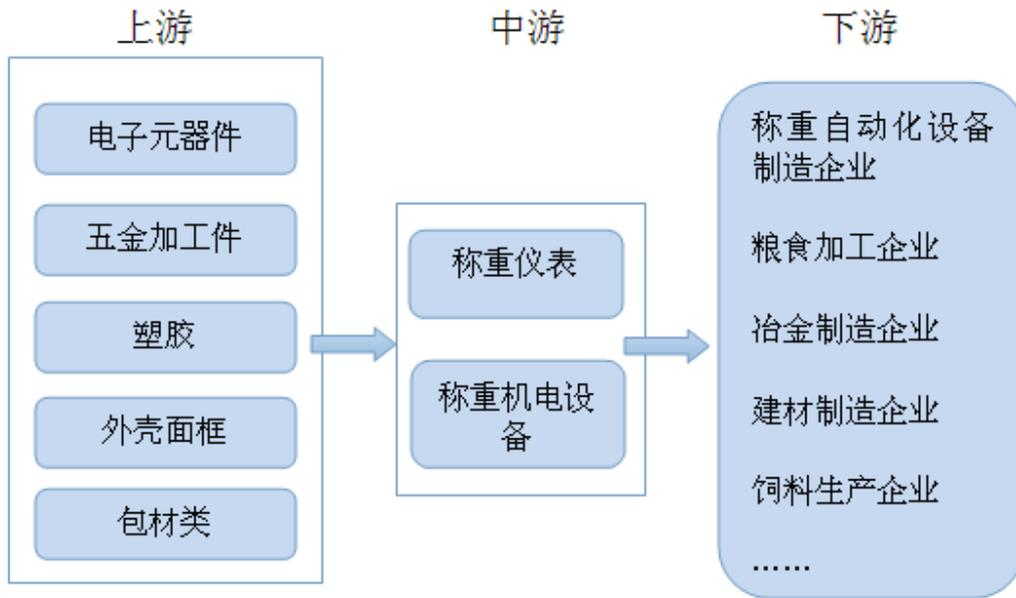 上游
中游
下游
电子元器件
五金加工件
塑胶
外壳面框
包材类
称重仪表
称重机电设
备
称重自动化设备
制造企业
粮食加工企业
冶金制造企业
建材制造企业
饲料生产企业
……